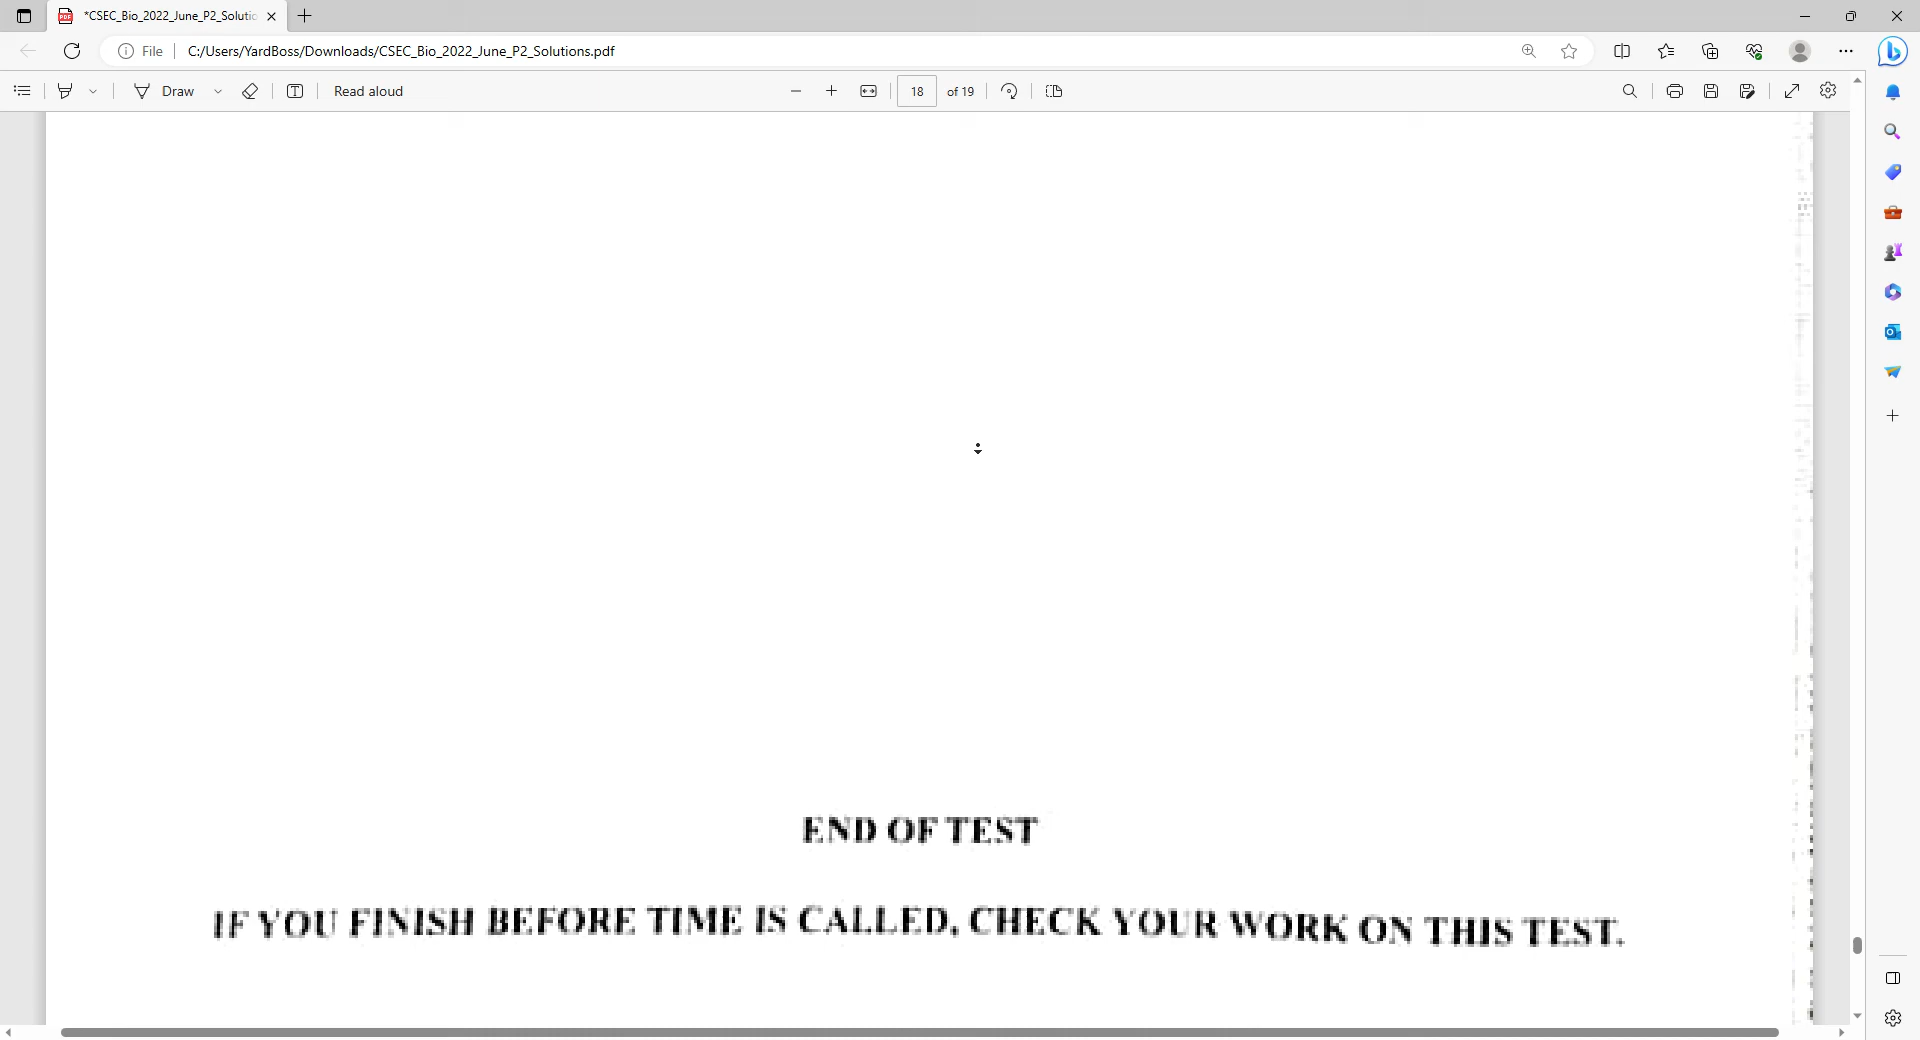 *CSEC_Bio_2022_June_P2_Solutio
File
C:/Users/YardBoss/Downloads/CSEC_Bio_2022_June_P2_Solutions.pdf
Draw
Read aloud
18 of 19
END OF TEST
IF YOU FINISH BEFORE TIME IS CALLED, CHECK YOUR WORK ON THIS TEST.